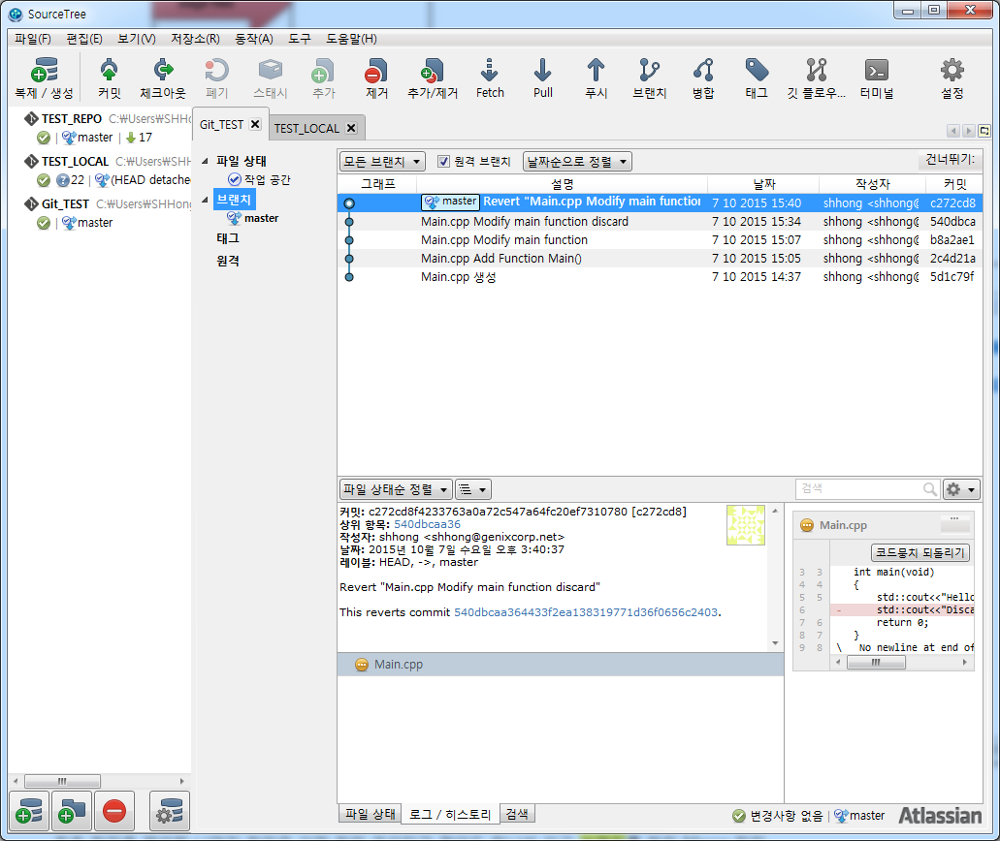 SourceTree
파일(F) 편집(E) 보기(V) 저장소(R) 동작(A) 도구 도움말(H)
복제 / 생성 커밋 체크아웃 폐기 스태시 추가 제거 추가/제거 Fetch Pull 푸시 브랜치 병합 태그 깃 플로우... 터미널 설정
TEST_REPO C:₩Users₩SHHo
master 17
TEST_LOCAL C:₩Users₩SHH
22 (HEAD detache
Git_TEST C:₩Users₩SHHong
master
Git_TEST TEST_LOCAL
파일 상태
작업 공간
브랜치
master
태그
원격
모든 브랜치 원격 브랜치 날짜순으로 정렬 건너뛰기:
그래프 설명 날짜 작성자 커밋
master Revert "Main.cpp Modify main function 7 10 2015 15:40 shhong <shhong@ c272cd8
Main.cpp Modify main function discard 7 10 2015 15:34 shhong <shhong@ 540dbca
Main.cpp Modify main function 7 10 2015 15:07 shhong <shhong@ b8a2ae1
Main.cpp Add Function Main() 7 10 2015 15:05 shhong <shhong@ 2c4d21a
Main.cpp 생성 7 10 2015 14:37 shhong <shhong@ 5d1c79f
파일 상태순 정렬 검색
커밋: c272cd8f4233763a0a72c547a64fc20ef7310780 [c272cd8]
상위 항목: 540dbcaa36
작성자: shhong <shhong@genixcorp.net>
날짜: 2015년 10월 7일 수요일 오후 3:40:37
레이블: HEAD, ->, master
Revert "Main.cpp Modify main function discard"
This reverts commit 540dbcaa364433f2ea138319771d36f0656c2403.
Main.cpp
Main.cpp
코드뭉치 되돌리기
3 3 int main(void)
4 4 {
5 5 std::cout<<"Hello
6 - std::cout<<"Disca
7 6 return 0;
8 7 }
9 8 \ No newline at end of
파일 상태 로그 / 히스토리 검색
변경사항 없음 master Atlassian